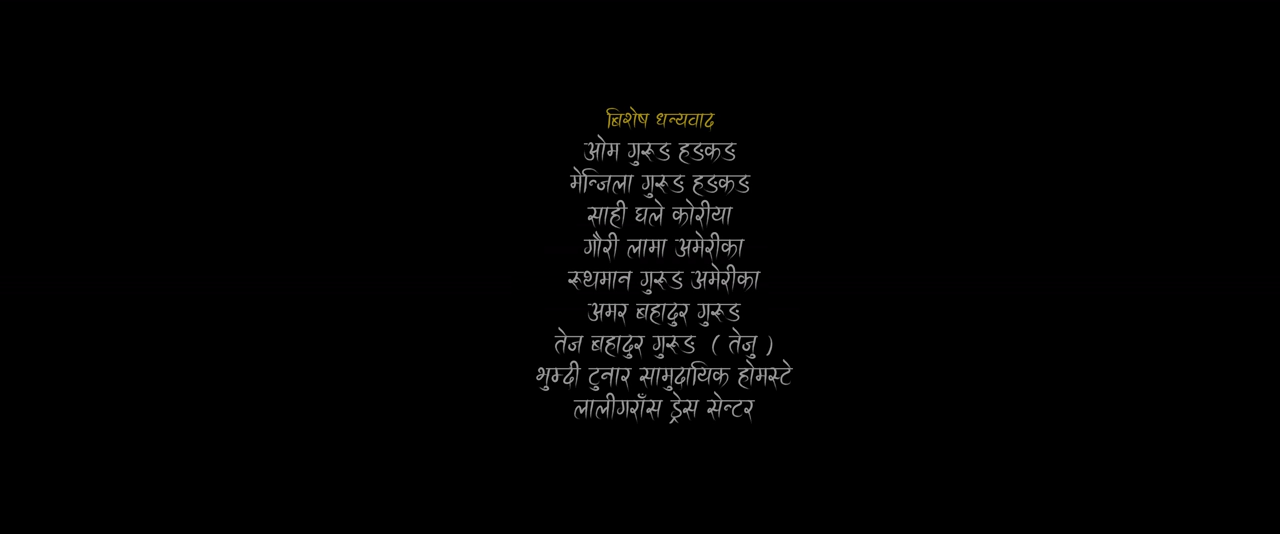 बिशेष धन्यवाद
ओम गुरूङ हङकङ
मेन्जिला गुरूङ हङकङ
साही घले कोरीया
गौरी लामा अमेरीका
रूथमान गुरूङ अमेरीका
अमर बहादुर गुरूङ
तेज बहादुर गुरूङ ( तेजु )
भुम्दी टुनार सामुदायिक होमस्टे
लालीगराँस ड्रेस सेन्टर